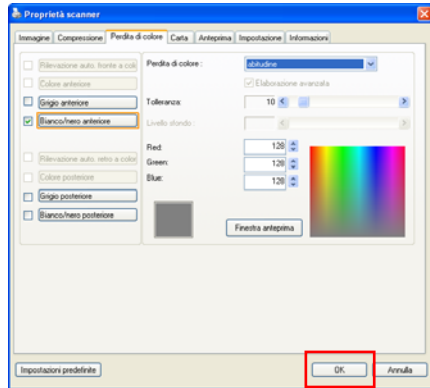 Proprietà scanner
Immagine Compressione Perdita di colore Carta Anteprima Impostazione Informazioni
Rilevazione auto. fronte a col
Colore anteriore
Grigio anteriore
Bianco/nero anteriore
Rilevazione auto. retro a colo
Colore posteriore
Grigio posteriore
Bianco/nero posteriore
Perdita di colore :
abitudine
Elaborazione avanzata
Tolleranza:
10
Livello sfondo :
Red:
128
Green:
128
Blue:
128
Finestra anteprima
Impostazioni predefinite
OK
Annulla